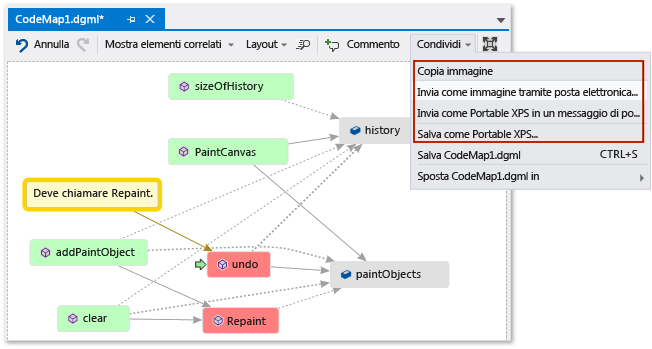 CodeMap1.dgml*
Annulla
Mostra elementi correlati
Layout
Commento
Condividi
Copia immagine
Invia come immagine tramite posta elettronica...
Invia come Portable XPS in un messaggio di po...
Salva come Portable XPS...
Salva CodeMap1.dgml CTRL+S
Sposta CodeMap1.dgml in
sizeOfHistory
history
PaintCanvas
Deve chiamare Repaint.
addPaintObject
undo
paintObjects
clear
Repaint